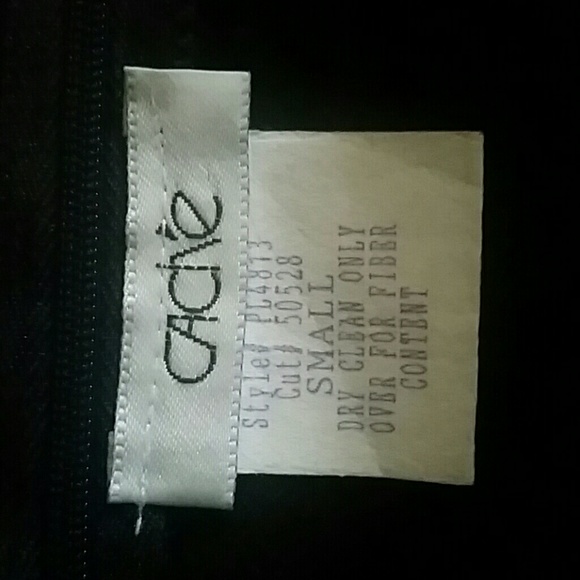 CACHÉ
Style# PL4813
Cut# 50528
SMALL
DRY CLEAN ONLY
OVER FOR FIBER
CONTENT